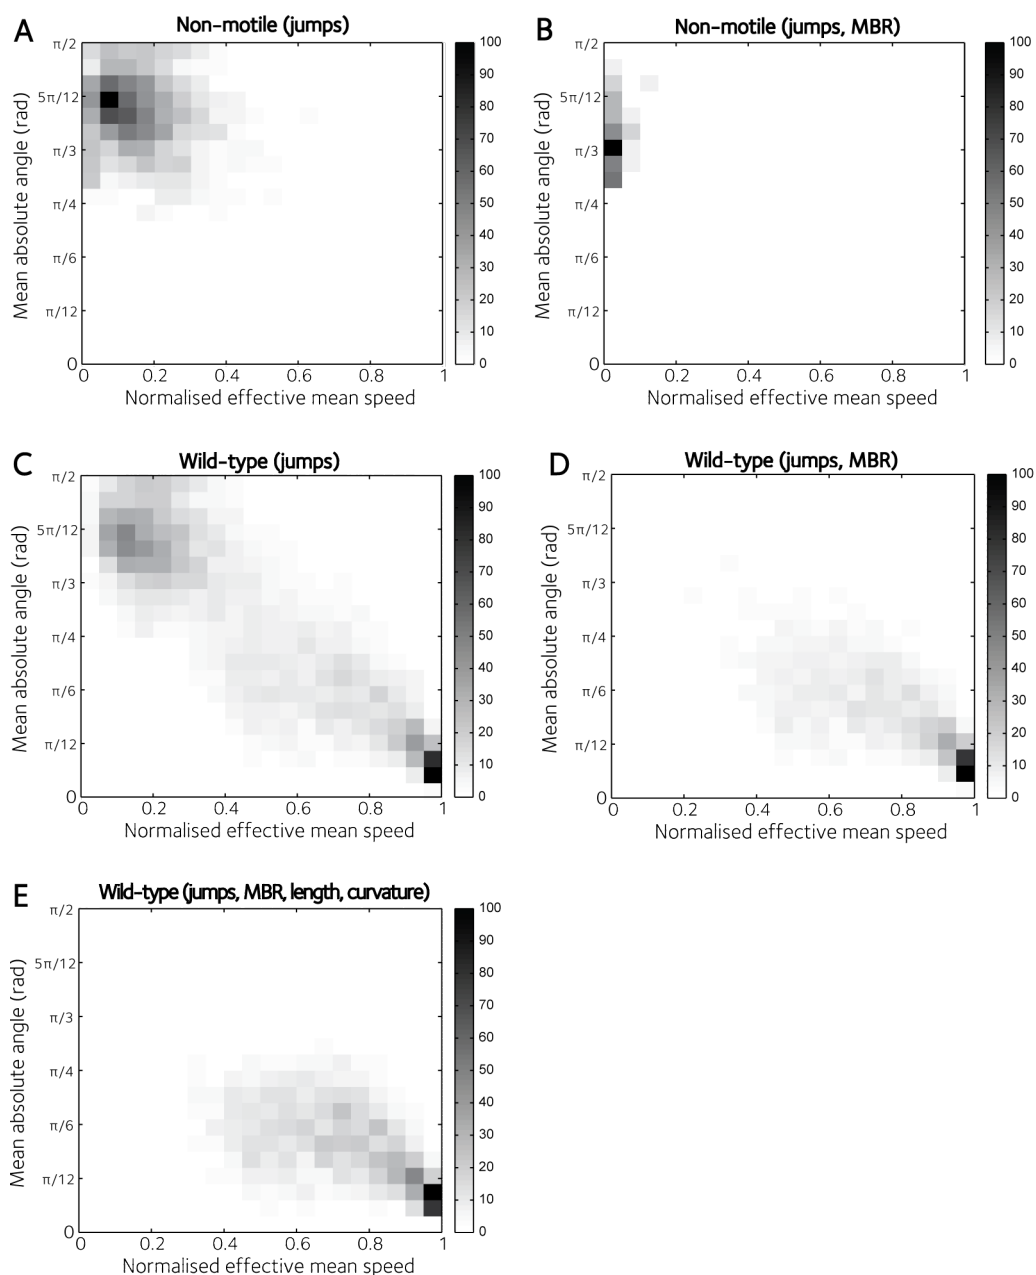 A
Non-motile (jumps)
π/2
5π/12
π/3
π/4
π/6
π/12
0
Mean absolute angle (rad)
0 0.2 0.4 0.6 0.8 1
Normalised effective mean speed
100
90
80
70
60
50
40
30
20
10
0
B
Non-motile (jumps, MBR)
π/2
5π/12
π/3
π/4
π/6
π/12
0
Mean absolute angle (rad)
0 0.2 0.4 0.6 0.8 1
Normalised effective mean speed
100
90
80
70
60
50
40
30
20
10
0
C
Wild-type (jumps)
π/2
5π/12
π/3
π/4
π/6
π/12
0
Mean absolute angle (rad)
0 0.2 0.4 0.6 0.8 1
Normalised effective mean speed
100
90
80
70
60
50
40
30
20
10
0
D
Wild-type (jumps, MBR)
π/2
5π/12
π/3
π/4
π/6
π/12
0
Mean absolute angle (rad)
0 0.2 0.4 0.6 0.8 1
Normalised effective mean speed
100
90
80
70
60
50
40
30
20
10
0
E
Wild-type (jumps, MBR, length, curvature)
π/2
5π/12
π/3
π/4
π/6
π/12
0
Mean absolute angle (rad)
0 0.2 0.4 0.6 0.8 1
Normalised effective mean speed
100
90
80
70
60
50
40
30
20
10
0